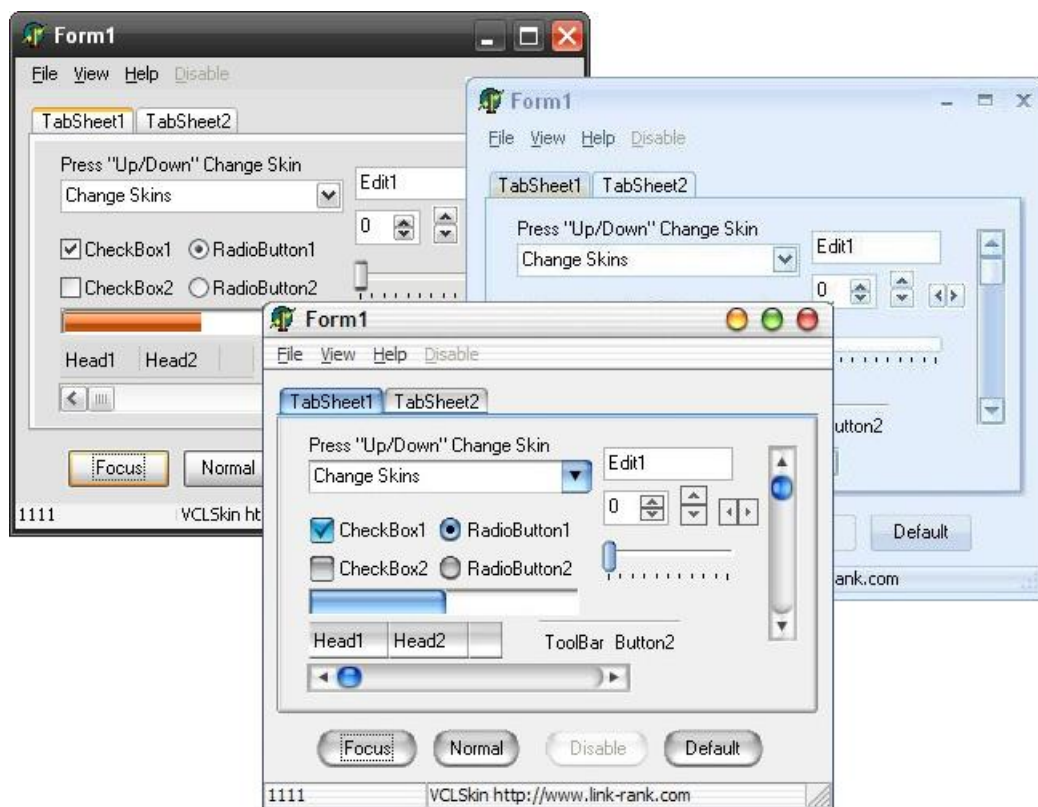 Form1
File View Help Disable
TabSheet1 TabSheet2
Press "Up/Down" Change Skin
Change Skins
Edit1
0
CheckBox1 RadioButton1
CheckBox2 RadioButton2
Head1 Head2
Focus Normal
1111 VCLSkin
Form1
File View Help Disable
TabSheet1 TabSheet2
Press "Up/Down" Change Skin
Change Skins
Edit1
0
Default
Form1
File View Help Disable
TabSheet1 TabSheet2
Press "Up/Down" Change Skin
Change Skins
Edit1
0
CheckBox1 RadioButton1
CheckBox2 RadioButton2
Head1 Head2 ToolBar Button2
Focus Normal Disable Default
1111 VCLSkin http://www.link-rank.com